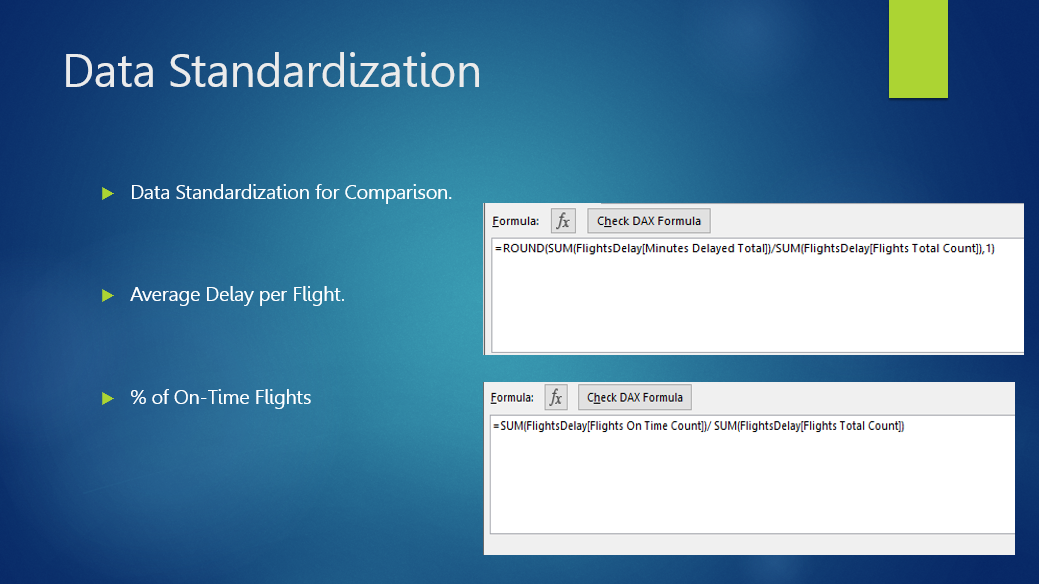 Data Standardization
Data Standardization for Comparison.
Average Delay per Flight.
% of On-Time Flights
Formula: fx Check DAX Formula
=ROUND(SUM(FlightsDelay[Minutes Delayed Total])/SUM(FlightsDelay[Flights Total Count]),1)
Formula: fx Check DAX Formula
=SUM(FlightsDelay[Flights On Time Count])/ SUM(FlightsDelay[Flights Total Count])